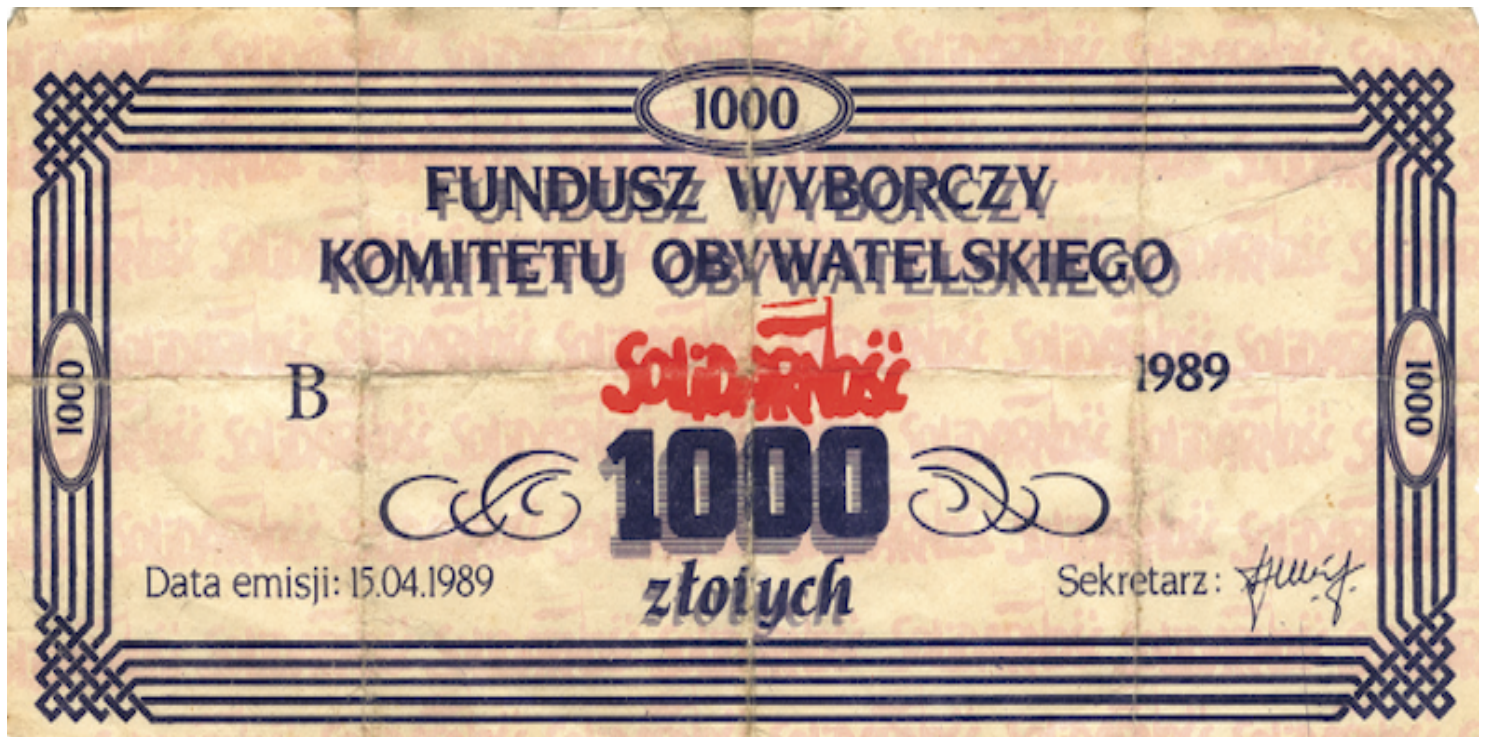 1000
FUNDUSZ WYBORCZY
KOMITETU OBYWATELSKIEGO
SOLIDARNOŚĆ
B
1989
1000
1000
1000
złotych
Data emisji: 15.04.1989
Sekretarz: